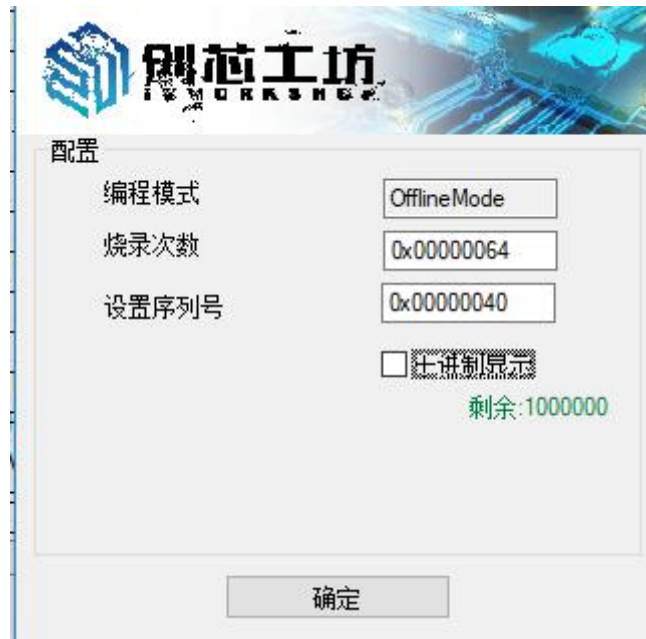 创芯工坊
ICWORKSHOP
配置
编程模式 OfflineMode
烧录次数 0x00000064
设置序列号 0x00000040
十进制显示
剩余:1000000
确定